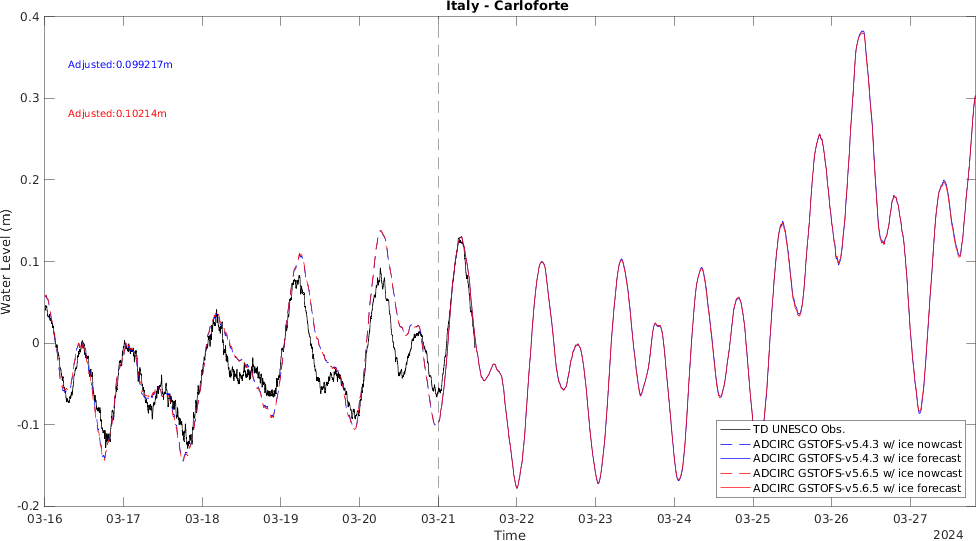 Italy - Carloforte
0.4
0.3
0.2
0.1
0
-0.1
-0.2
Water Level (m)
Adjusted:0.099217m
Adjusted:0.10214m
TD UNESCO Obs.
ADCIRC GSTOFS-v5.4.3 w/ ice nowcast
ADCIRC GSTOFS-v5.4.3 w/ ice forecast
ADCIRC GSTOFS-v5.6.5 w/ ice nowcast
ADCIRC GSTOFS-v5.6.5 w/ ice forecast
03-16 03-17 03-18 03-19 03-20 03-21 03-22 03-23 03-24 03-25 03-26 03-27
Time
2024